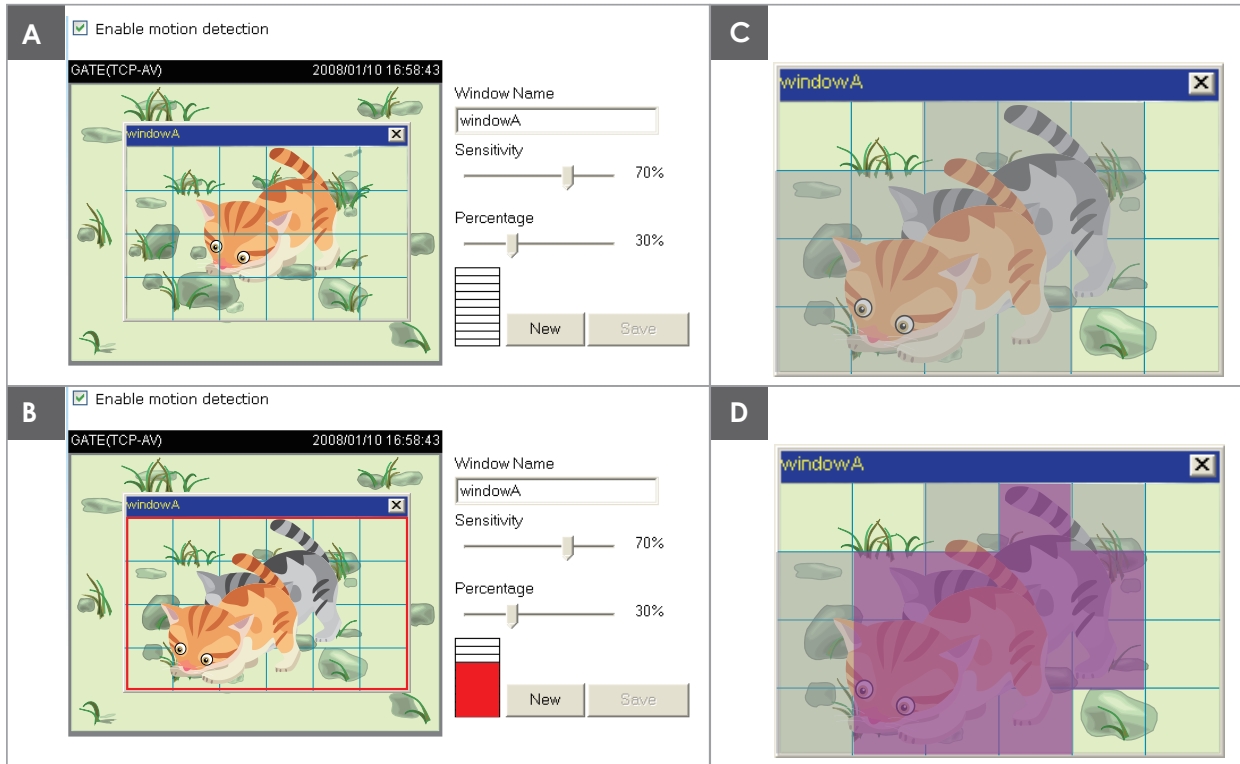 A
Enable motion detection
GATE(TCP-AV) 2008/01/10 16:58:43
windowA
Window Name
windowA
Sensitivity
70%
Percentage
30%
New Save
C
windowA
B
Enable motion detection
GATE(TCP-AV) 2008/01/10 16:58:43
windowA
Window Name
windowA
Sensitivity
70%
Percentage
30%
New Save
D
windowA